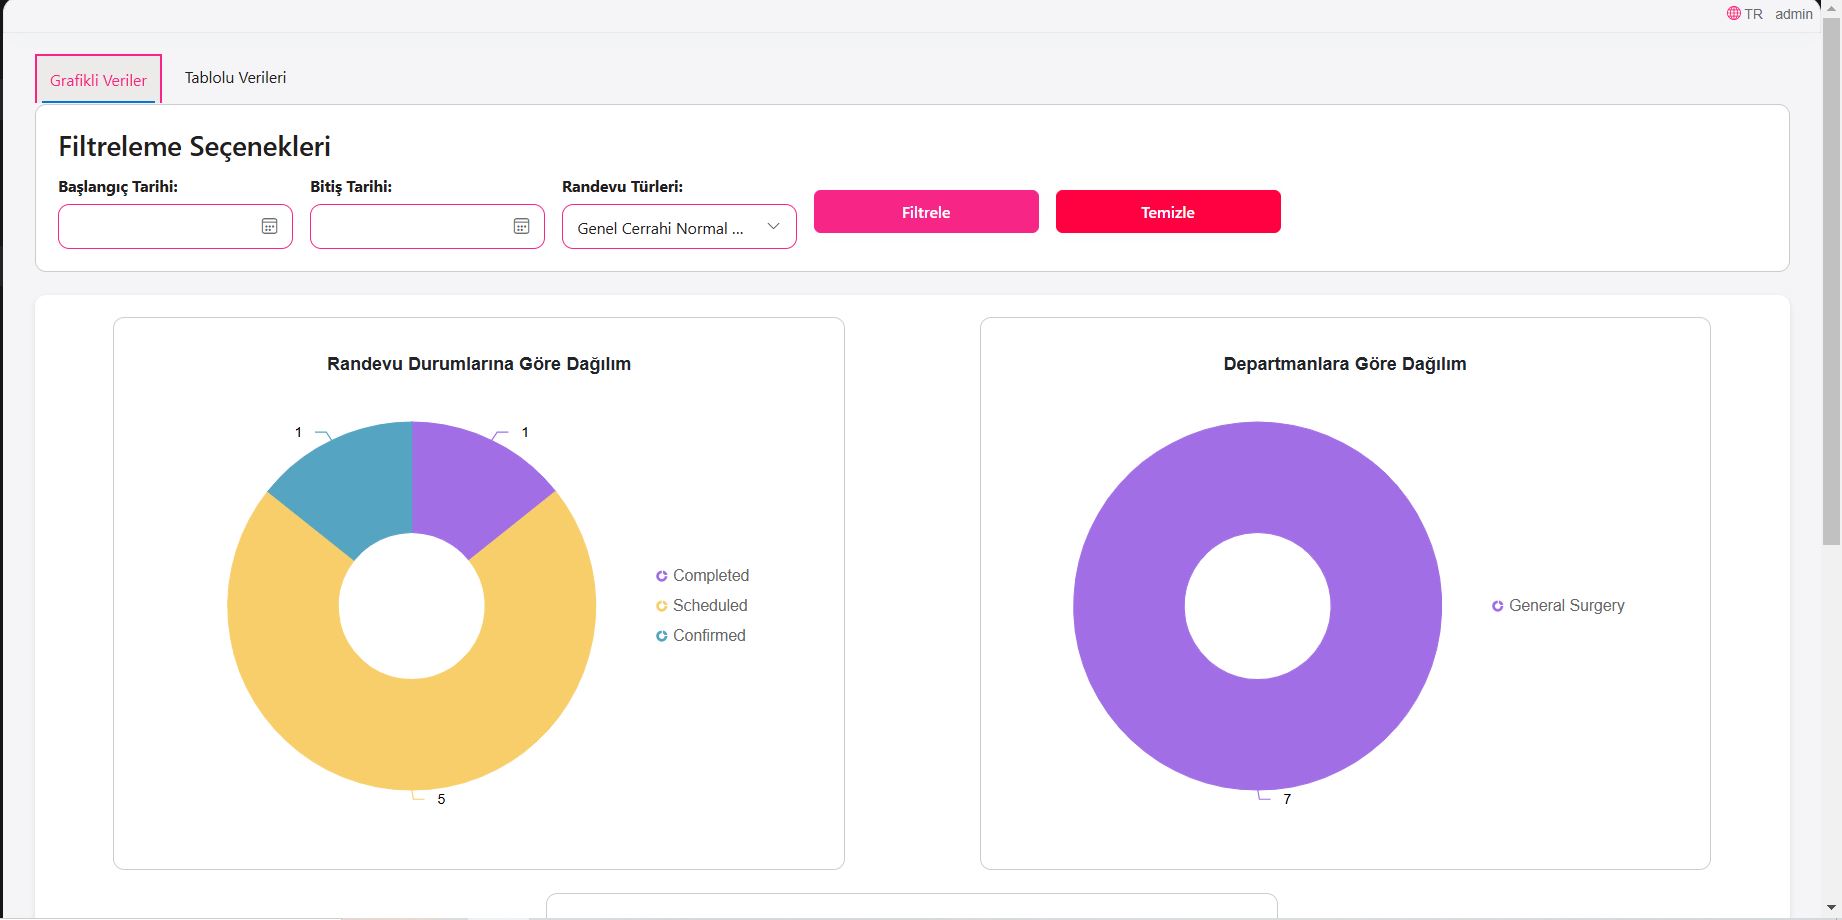 TR admin
Grafikli Veriler
Tablolu Verileri
Filtreleme Seçenekleri
Başlangıç Tarihi:
Bitiş Tarihi:
Randevu Türleri:
Genel Cerrahi Normal ...
Filtrele
Temizle
Randevu Durumlarına Göre Dağılım
1
1
5
Completed
Scheduled
Confirmed
Departmanlara Göre Dağılım
7
General Surgery